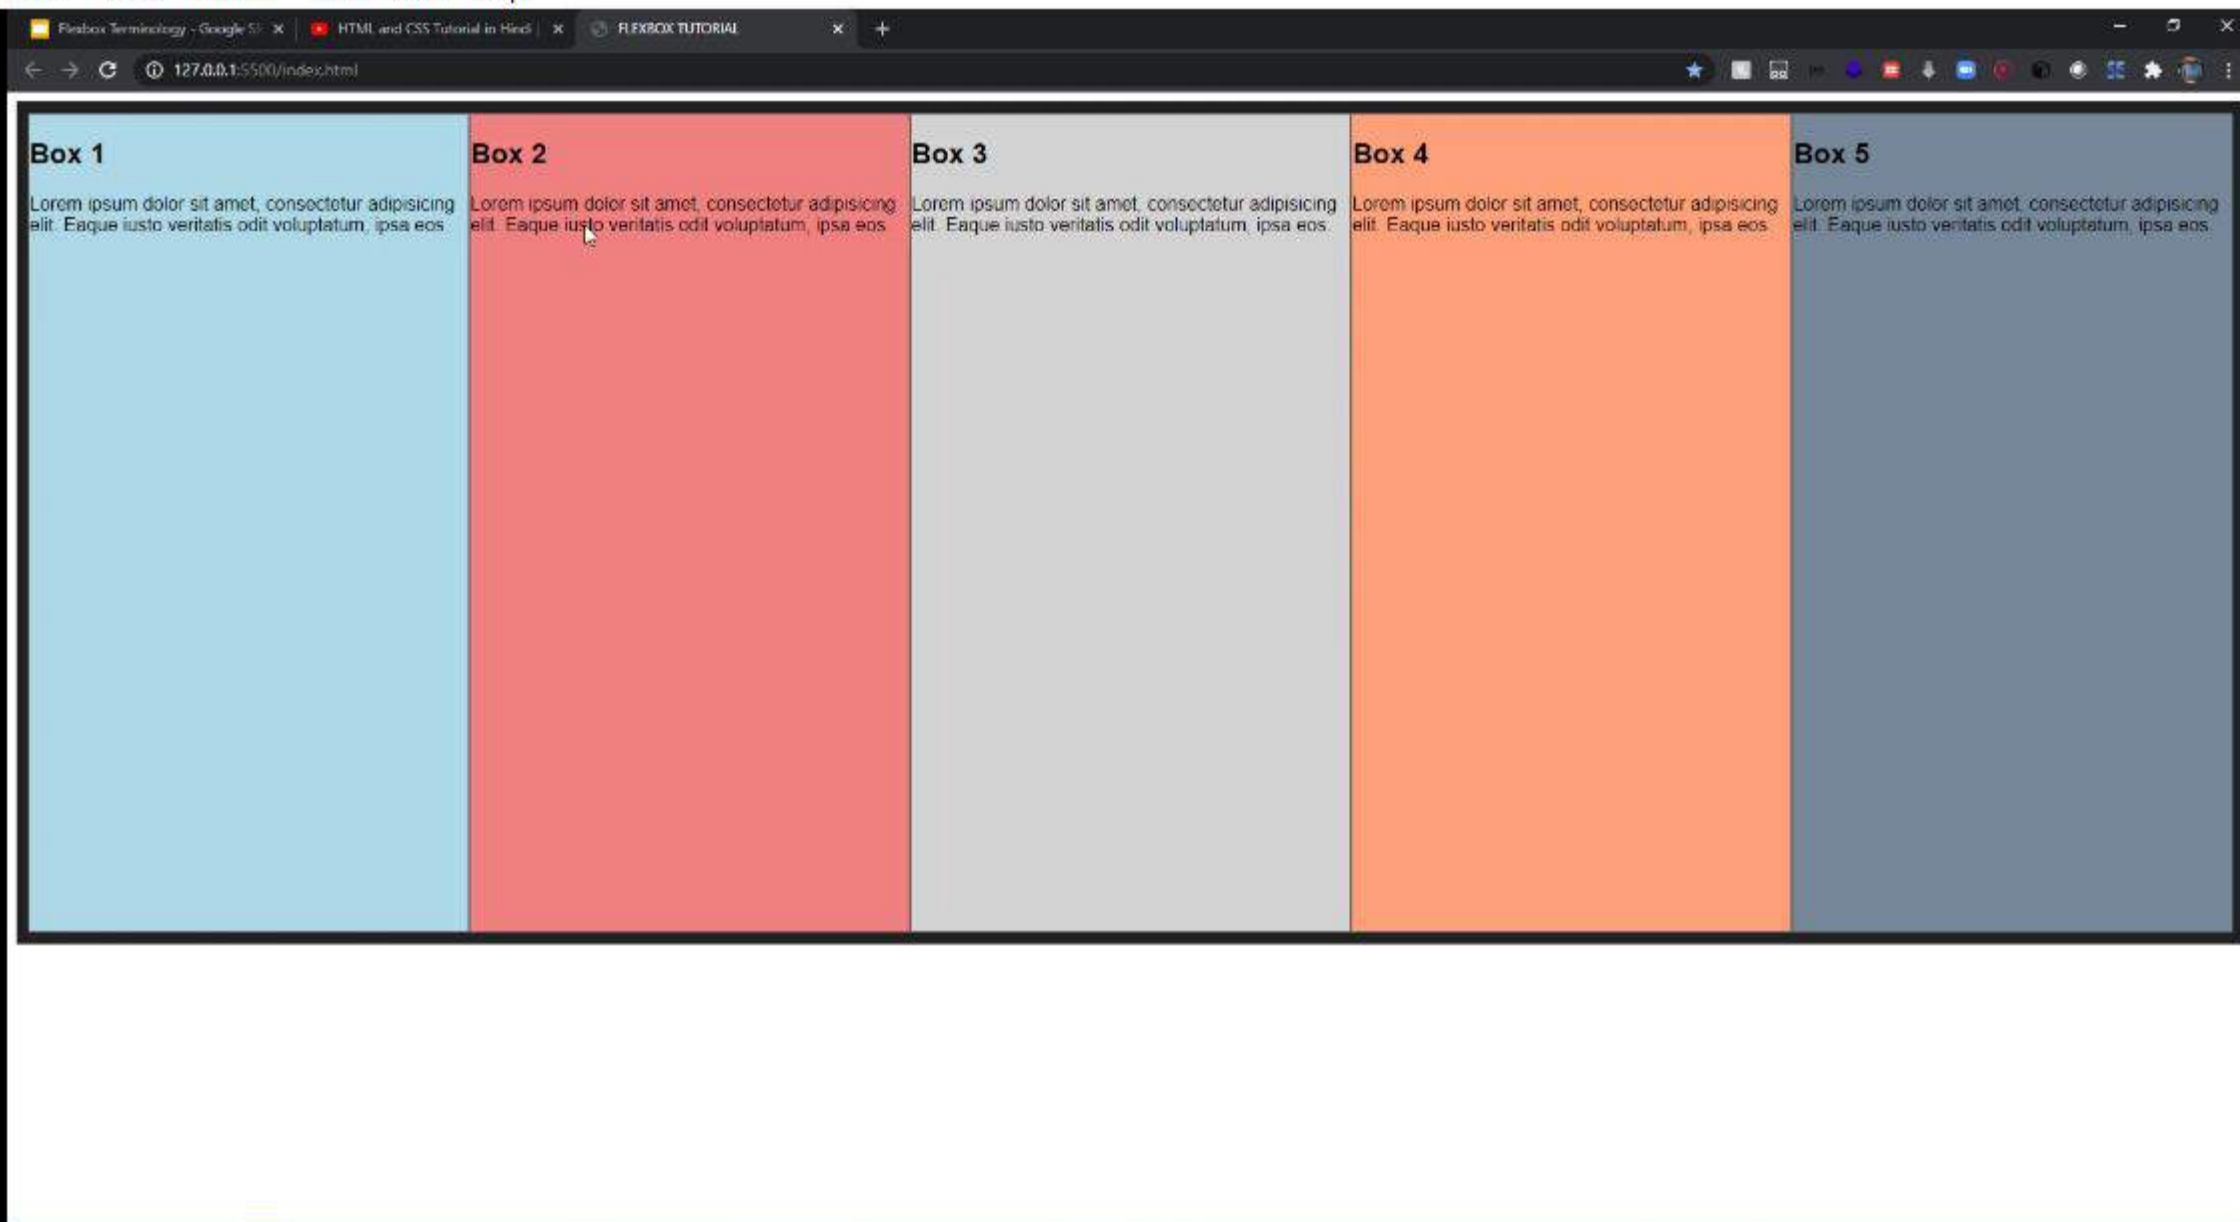 Flexbox Terminology - Google Sl
HTML and CSS Tutorial in Hindi
FLEXBOX TUTORIAL
127.0.0.1:5500/index.html
Box 1
Lorem ipsum dolor sit amet, consectetur adipisicing
elit. Eaque iusto veritatis odit voluptatum, ipsa eos.
Box 2
Lorem ipsum dolor sit amet, consectetur adipisicing
elit. Eaque iusto veritatis odit voluptatum, ipsa eos.
Box 3
Lorem ipsum dolor sit amet, consectetur adipisicing
elit. Eaque iusto veritatis odit voluptatum, ipsa eos.
Box 4
Lorem ipsum dolor sit amet, consectetur adipisicing
elit. Eaque iusto veritatis odit voluptatum, ipsa eos.
Box 5
Lorem ipsum dolor sit amet, consectetur adipisicing
elit. Eaque iusto veritatis odit voluptatum, ipsa eos.